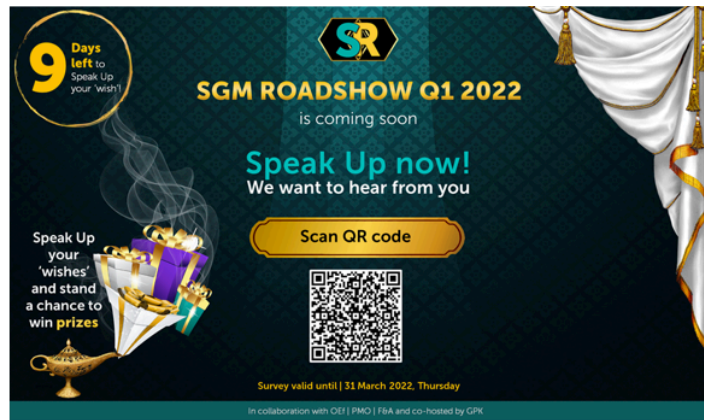 9
Days
left to
Speak Up
your 'wish'!
SR
SGM ROADSHOW Q1 2022
is coming soon
Speak Up now!
We want to hear from you
Scan QR code
Speak Up
your
'wishes'
and stand
a chance to
win prizes
Survey valid until | 31 March 2022, Thursday
In collaboration with OEf | PMO | F&A and co-hosted by GPK